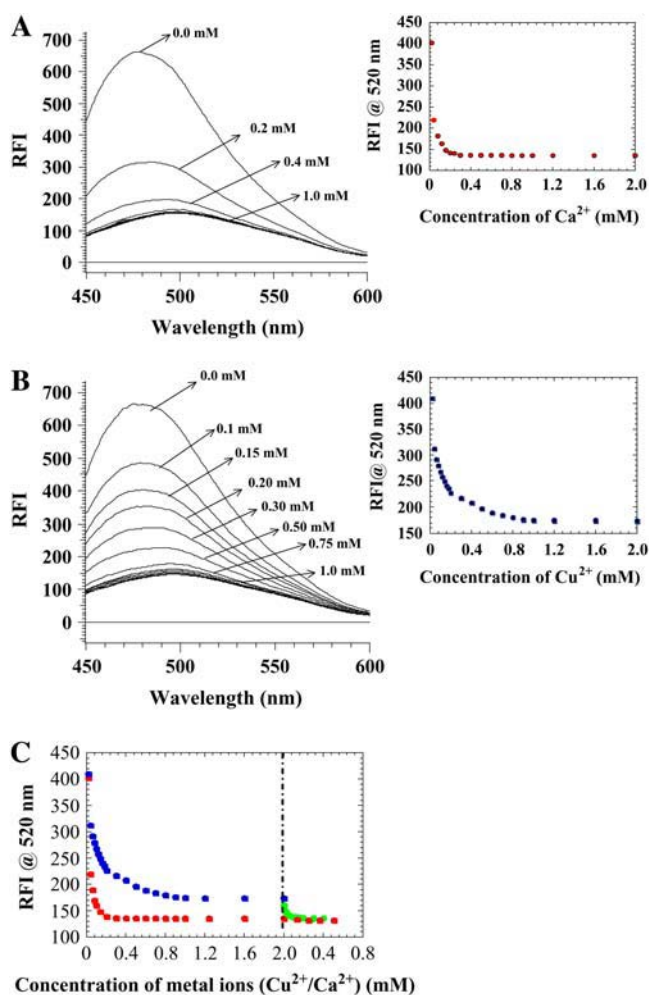 A
700
600
500
400
300
200
100
0
RFI
0.0 mM
0.2 mM
0.4 mM
1.0 mM
450 500 550 600
Wavelength (nm)
450
400
350
300
250
200
150
100
RFI @ 520 nm
0 0.4 0.8 1.2 1.6 2.0
Concentration of Ca²⁺ (mM)
B
700
600
500
400
300
200
100
0
RFI
0.0 mM
0.1 mM
0.15 mM
0.20 mM
0.30 mM
0.50 mM
0.75 mM
1.0 mM
450 500 550 600
Wavelength (nm)
450
400
350
300
250
200
150
RFI@ 520 nm
0 0.4 0.8 1.2 1.6 2.0
Concentration of Cu²⁺ (mM)
C
450
400
350
300
250
200
150
100
RFI @ 520 nm
0 0.4 0.8 1.2 1.6 2.0 0.4 0.8
Concentration of metal ions (Cu²⁺/Ca²⁺) (mM)